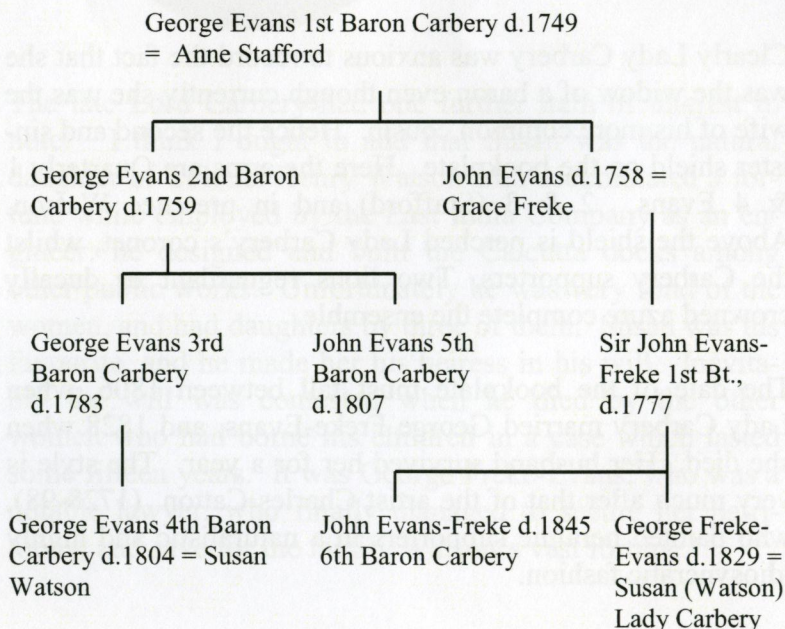 George Evans 1st Baron Carbery d.1749
= Anne Stafford
George Evans 2nd Baron
Carbery d.1759
John Evans d.1758 =
Grace Freke
George Evans 3rd
Baron Carbery
d.1783
John Evans 5th
Baron Carbery
d.1807
Sir John Evans-
Freke 1st Bt.,
d.1777
George Evans 4th Baron
Carbery d.1804 = Susan
Watson
John Evans-Freke d.1845
6th Baron Carbery
George Freke-
Evans d.1829 =
Susan (Watson)
Lady Carbery